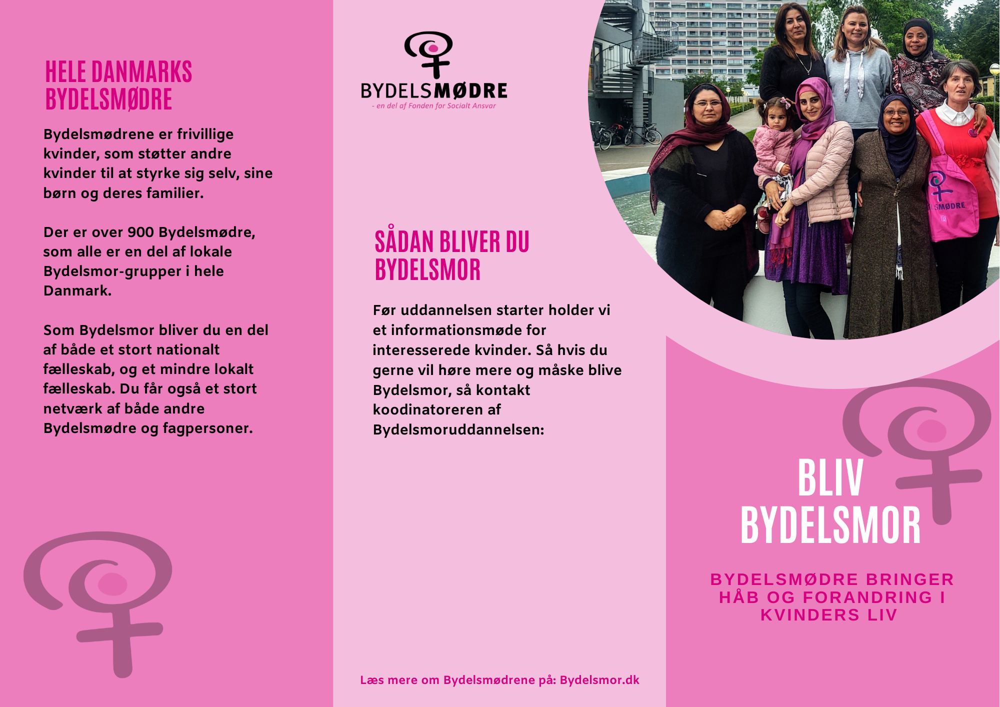 HELE DANMARKS
BYDELSMØDRE
Bydelsmødrene er frivillige
kvinder, som støtter andre
kvinder til at styrke sig selv, sine
børn og deres familier.
Der er over 900 Bydelsmødre,
som alle er en del af lokale
Bydelsmor-grupper i hele
Danmark.
Som Bydelsmor bliver du en del
af både et stort nationalt
fælleskab, og et mindre lokalt
fælleskab. Du får også et stort
netværk af både andre
Bydelsmødre og fagpersoner.
BYDELSMØDRE
- en del af Fonden for Socialt Ansvar
SÅDAN BLIVER DU
BYDELSMOR
Før uddannelsen starter holder vi
et informationsmøde for
interesserede kvinder. Så hvis du
gerne vil høre mere og måske blive
Bydelsmor, så kontakt
koodinatoreren af
Bydelsmoruddannelsen:
Læs mere om Bydelsmødrene på: Bydelsmor.dk
LSMØDRE
BLIV
BYDELSMOR
BYDELSMØDRE BRINGER
HÅB OG FORANDRING I
KVINDERS LIV